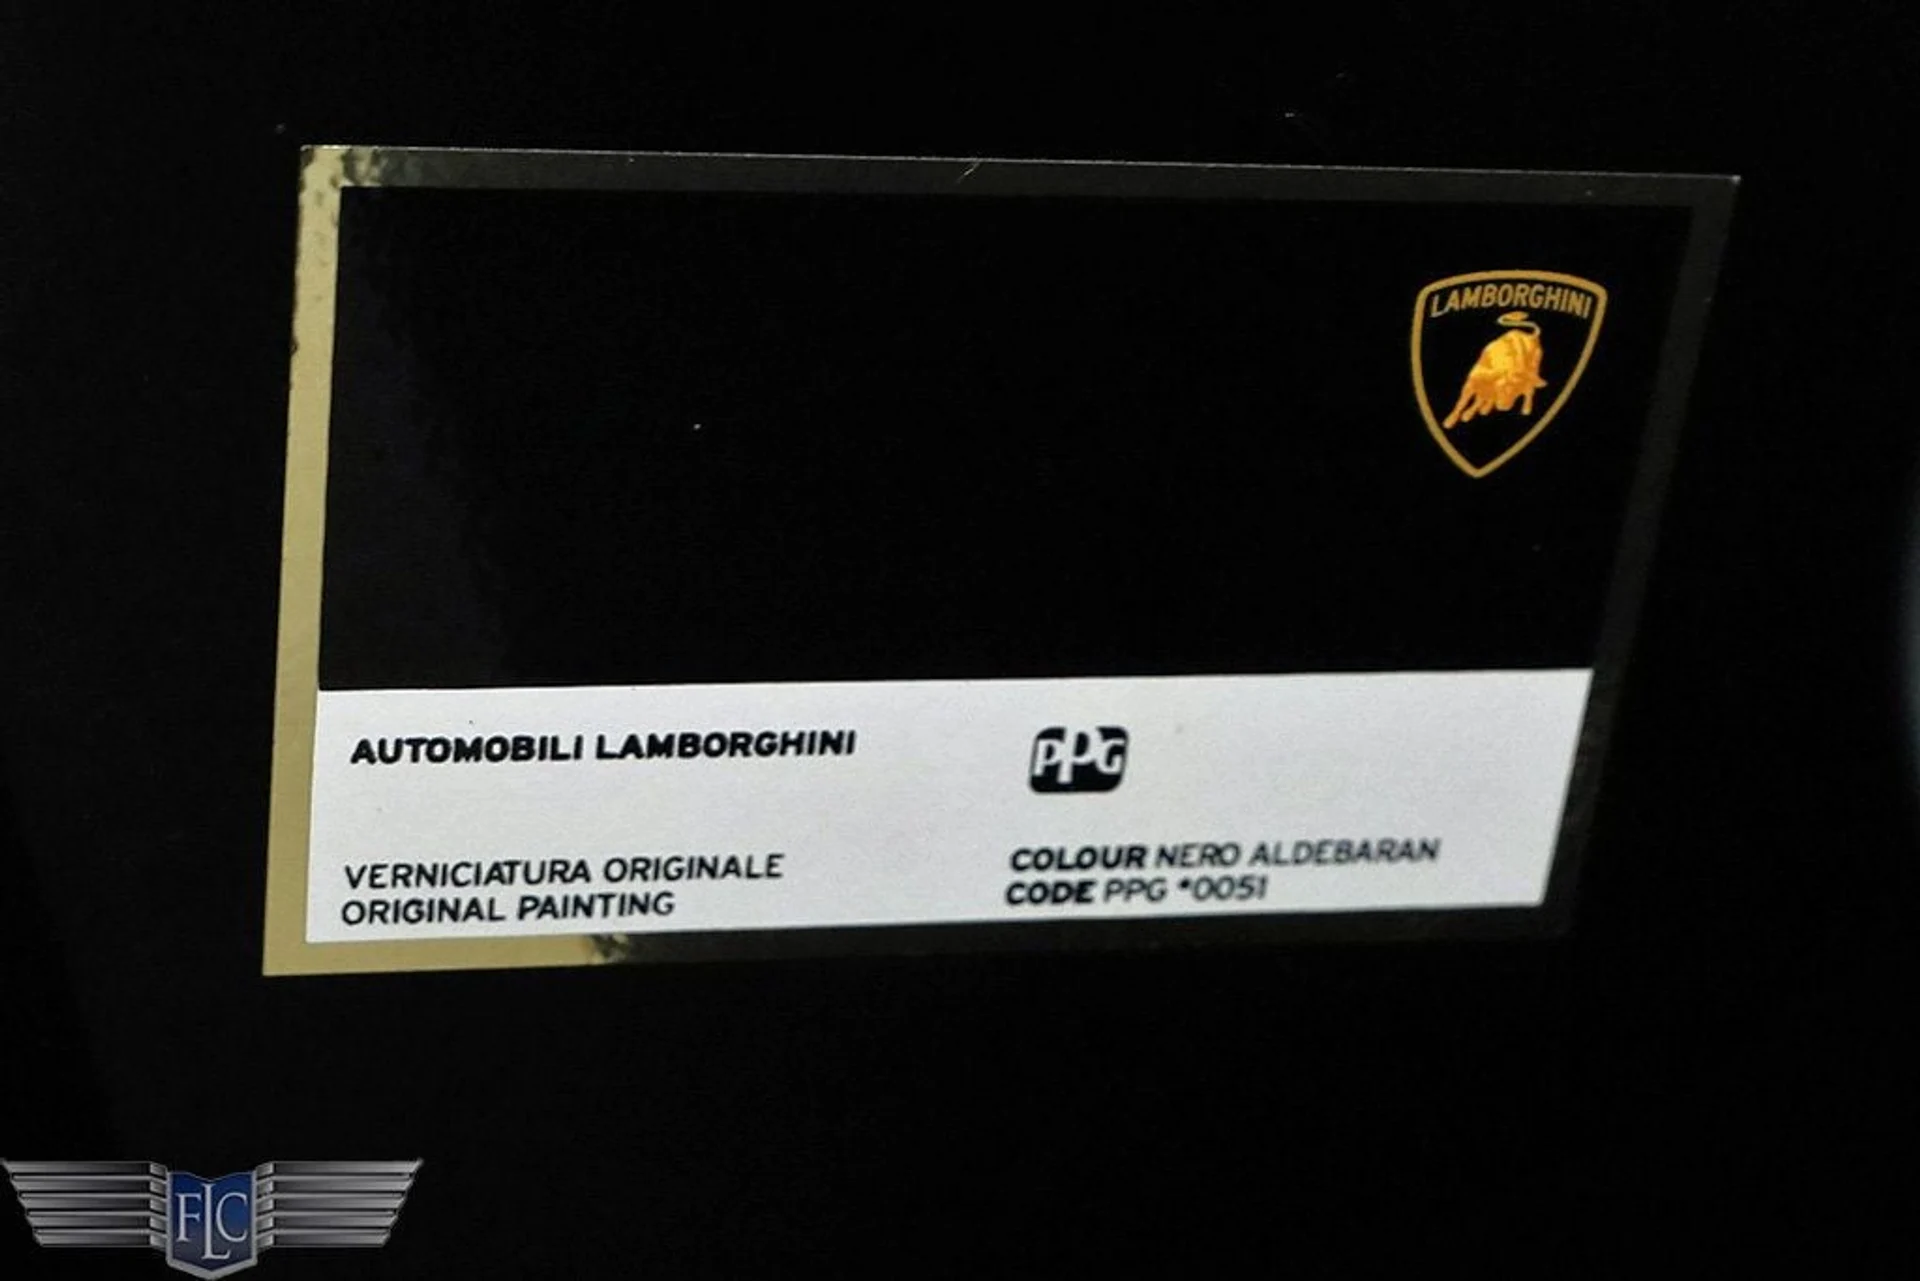 LAMBORGHINI
AUTOMOBILI LAMBORGHINI
PPG
VERNICIATURA ORIGINALE
ORIGINAL PAINTING
COLOUR NERO ALDEBARAN
CODE PPG *0051
FLC